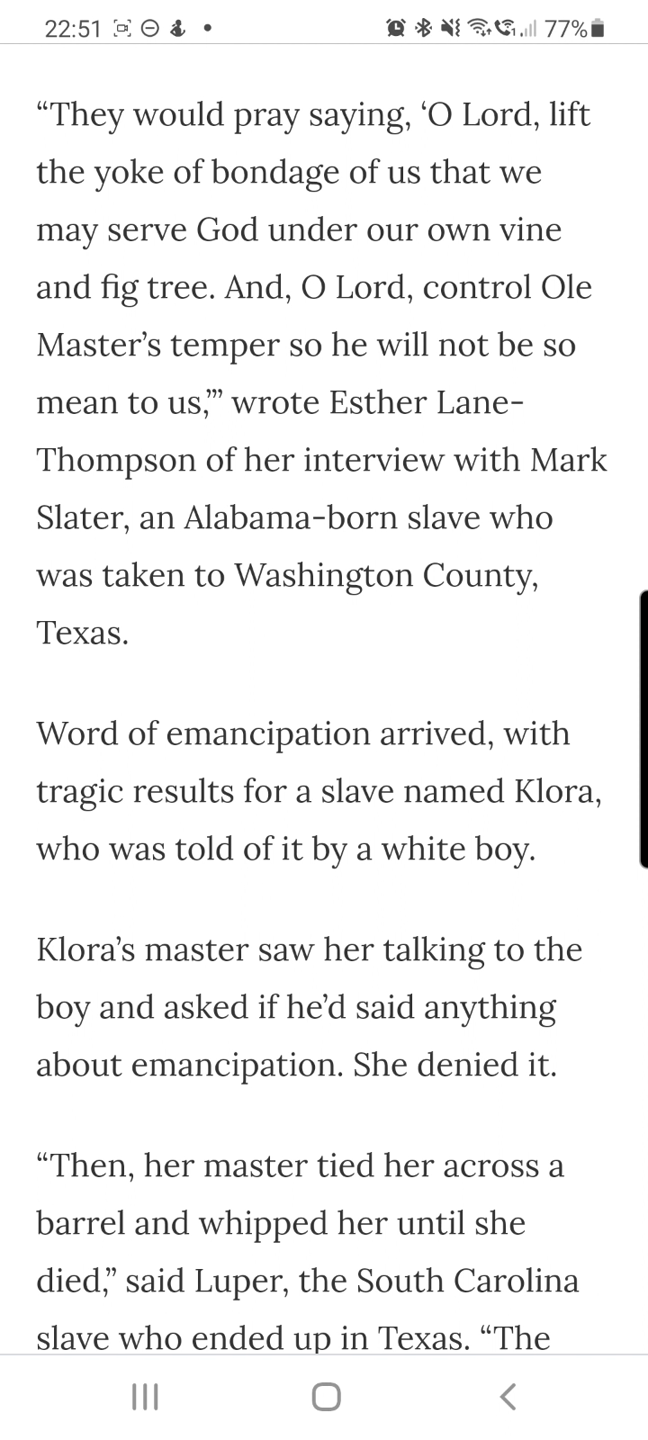 22:51 77%
“They would pray saying, ‘O Lord, lift
the yoke of bondage of us that we
may serve God under our own vine
and fig tree. And, O Lord, control Ole
Master’s temper so he will not be so
mean to us,’” wrote Esther Lane-
Thompson of her interview with Mark
Slater, an Alabama-born slave who
was taken to Washington County,
Texas.
Word of emancipation arrived, with
tragic results for a slave named Klora,
who was told of it by a white boy.
Klora’s master saw her talking to the
boy and asked if he’d said anything
about emancipation. She denied it.
“Then, her master tied her across a
barrel and whipped her until she
died,” said Luper, the South Carolina
slave who ended up in Texas. “The